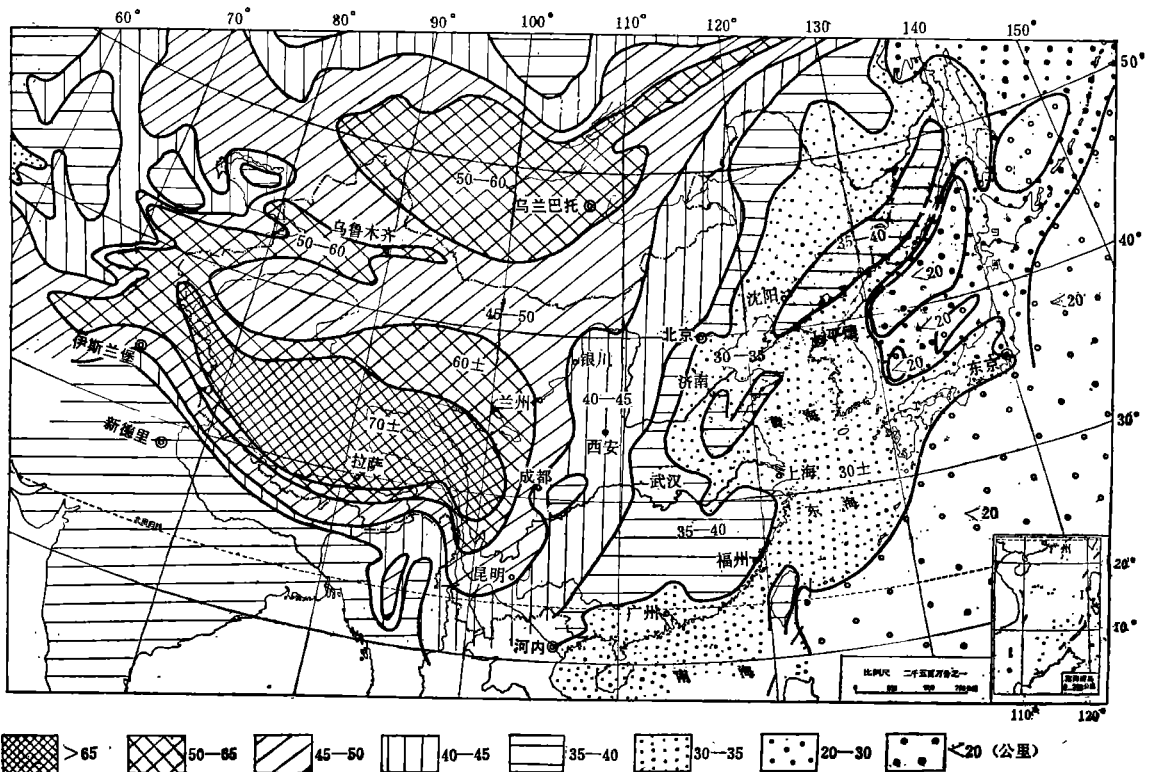 60° 70° 80° 90° 100° 110° 120° 130° 140° 150°
50°
40°
30°
20°
10°
110° 120°
50—60
乌兰巴托
乌鲁木齐
50—60
35—40
<20
<20
<20
<20
沈阳
45—50
北京
平壤
伊斯兰堡
60±
银川
30—35
东京
济南
兰州
40—45
70±
黄海
新德里
西安
拉萨
成都
武汉
上海
30±
东海
<20
35—40
福州
昆明
广州
广州
河内
南海
比例尺 二千五百万分之一
>65
50—65
45—50
40—45
35—40
30—35
20—30
<20 (公里)